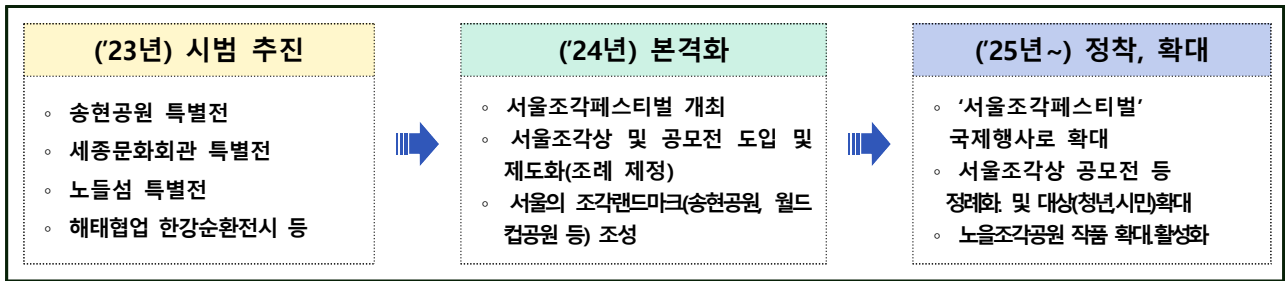 ('23년) 시범 추진
◦ 송현공원 특별전
◦ 세종문화회관 특별전
◦ 노들섬 특별전
◦ 해태협업 한강순환전시 등
('24년) 본격화
◦ 서울조각페스티벌 개최
◦ 서울조각상 및 공모전 도입 및
제도화(조례 제정)
◦ 서울의 조각랜드마크(송현공원, 월드
컵공원 등) 조성
('25년~) 정착, 확대
◦ '서울조각페스티벌'
국제행사로 확대
◦ 서울조각상 공모전 등
정례화. 및 대상(청년,시민)확대
◦ 노을조각공원 작품 확대,활성화